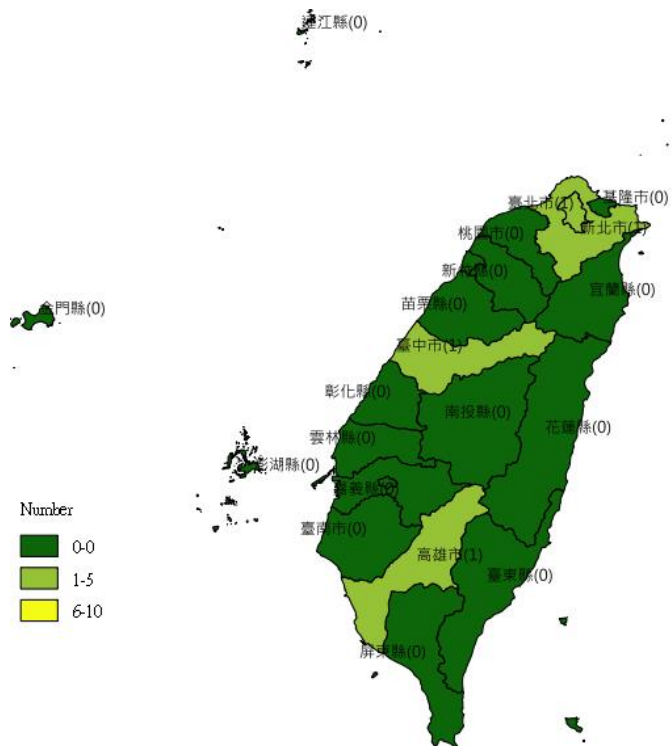 連江縣(0)
臺北市(1)
基隆市(0)
新北市(1)
桃園市(0)
新竹縣(0)
宜蘭縣(0)
苗栗縣(0)
金門縣(0)
臺中市(1)
彰化縣(0)
南投縣(0)
花蓮縣(0)
雲林縣(0)
澎湖縣(0)
嘉義縣(0)
Number
臺南市(0)
0-0
高雄市(1)
臺東縣(0)
1-5
6-10
屏東縣(0)